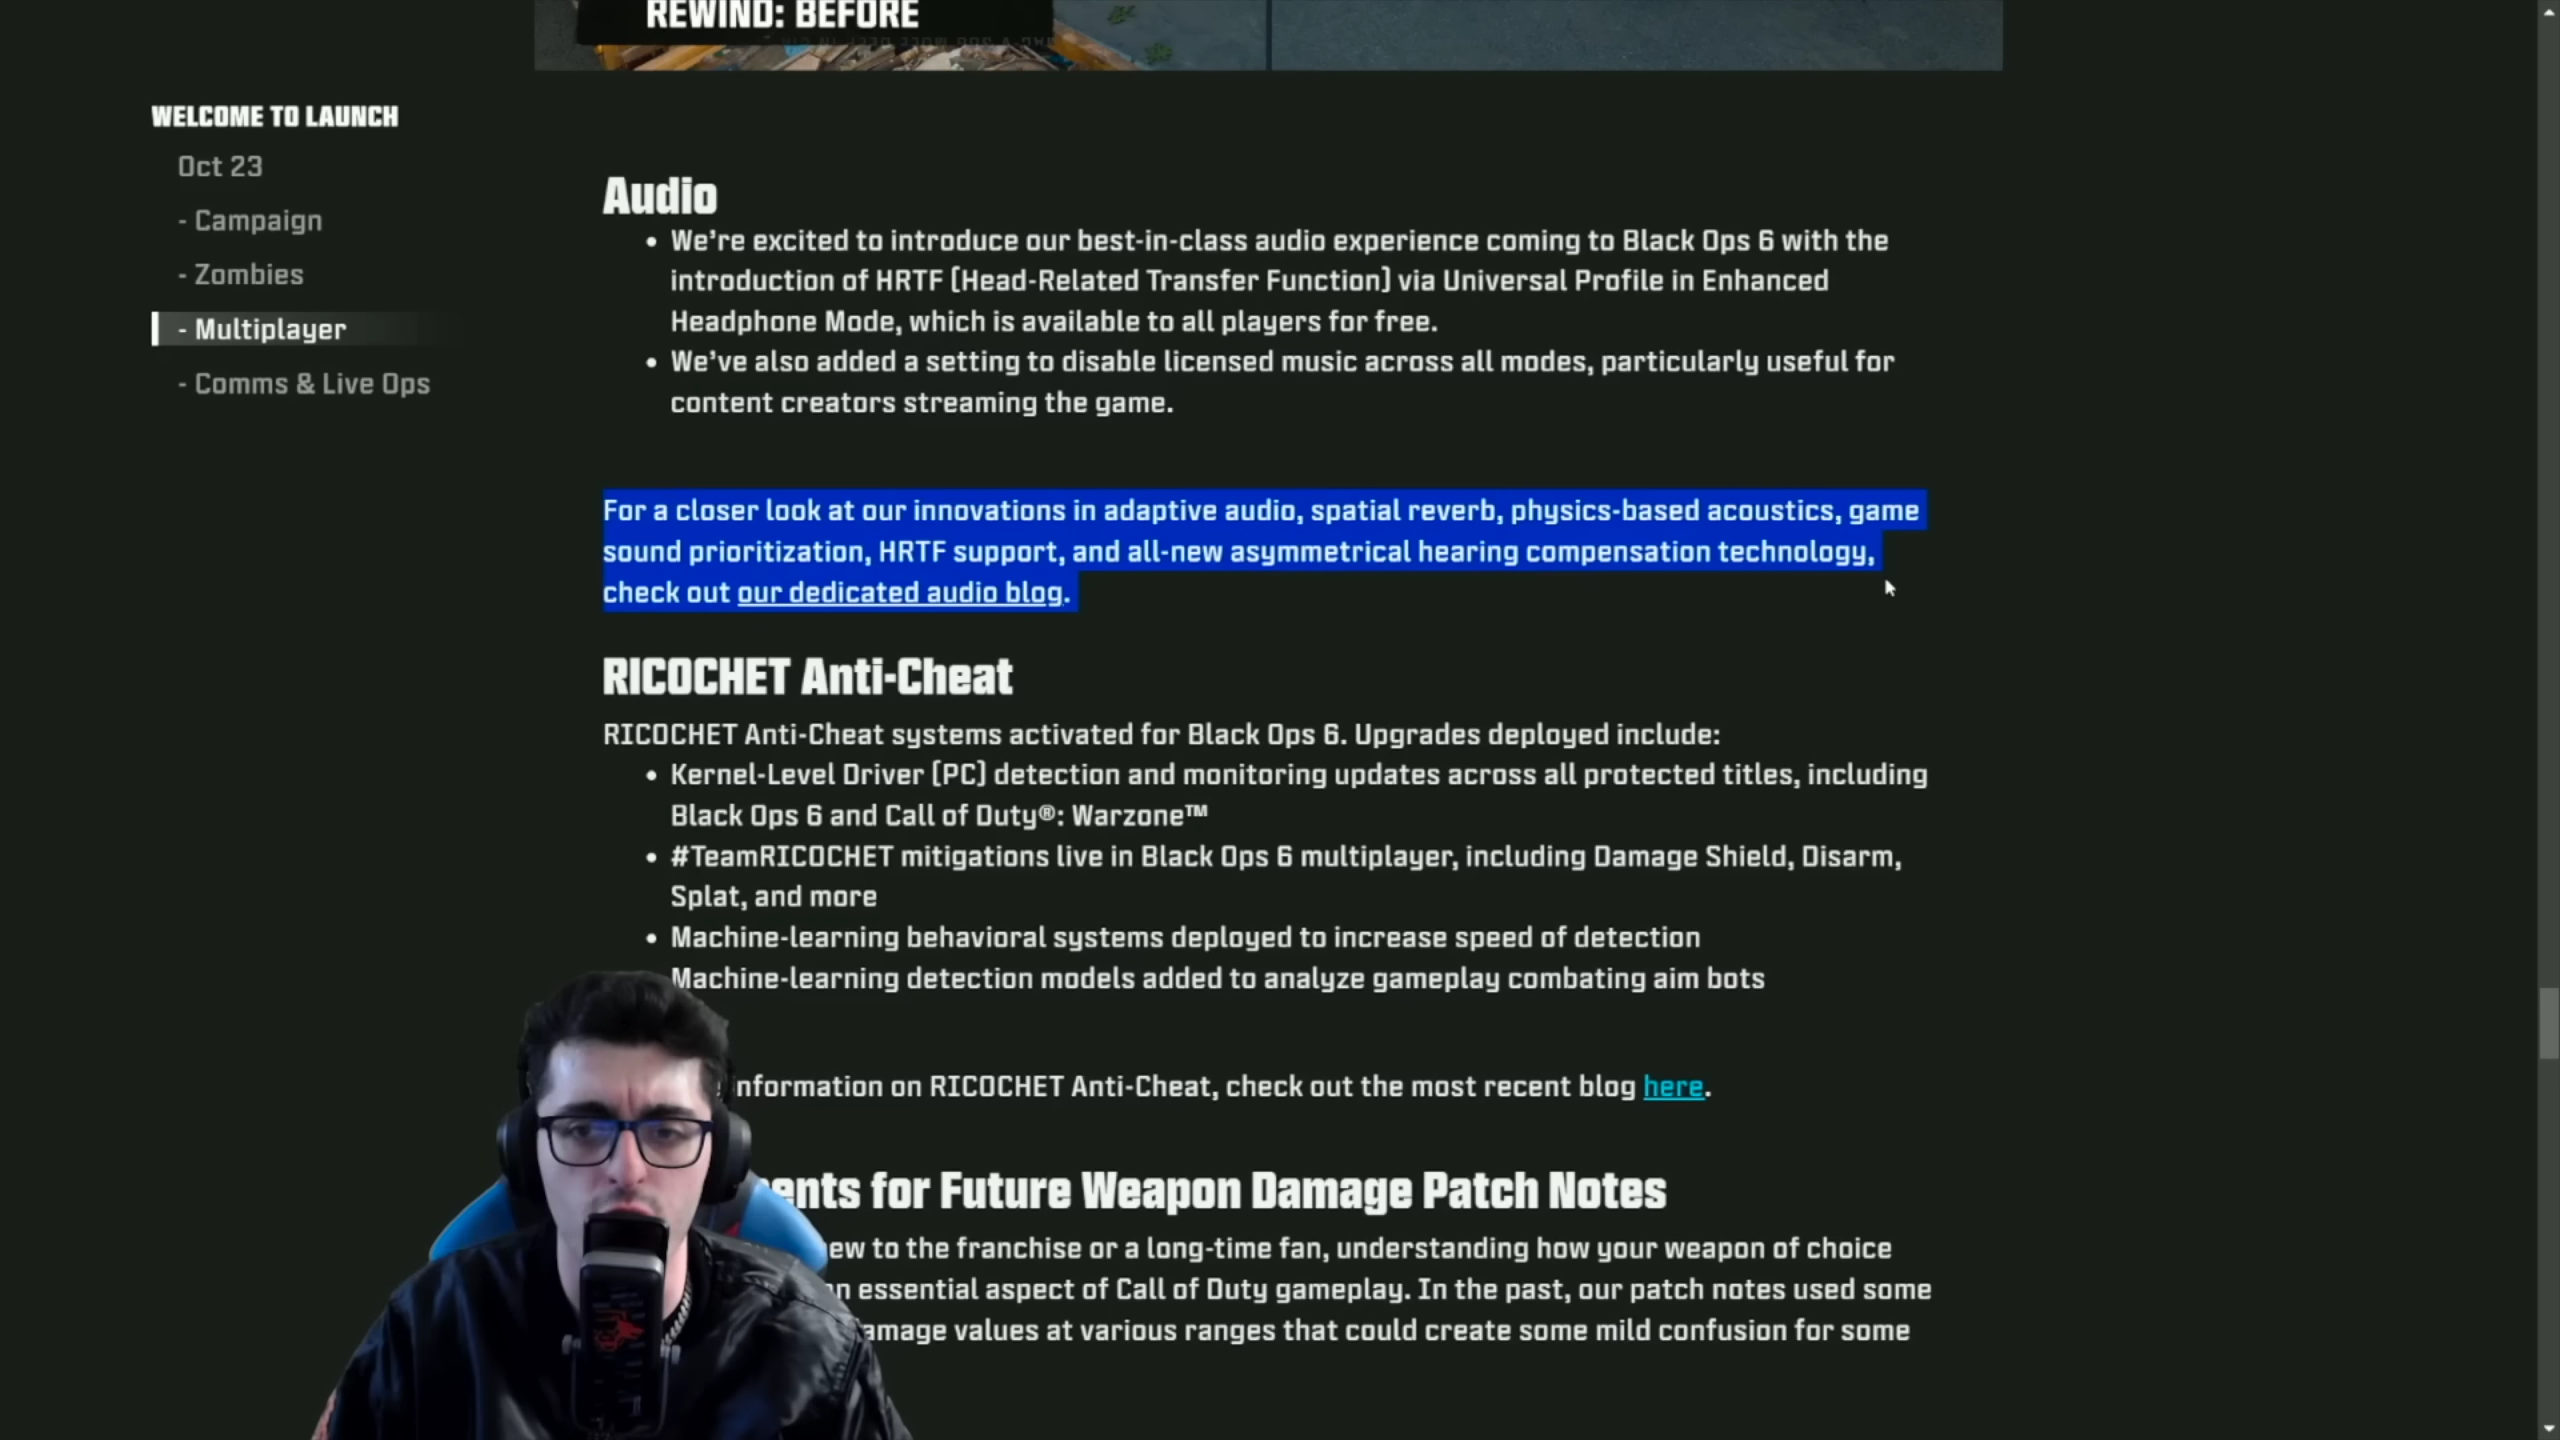 REWIND: BEFORE
WELCOME TO LAUNCH
Oct 23
- Campaign
- Zombies
- Multiplayer
- Comms & Live Ops
Audio
• We're excited to introduce our best-in-class audio experience coming to Black Ops 6 with the
introduction of HRTF (Head-Related Transfer Function) via Universal Profile in Enhanced
Headphone Mode, which is available to all players for free.
• We've also added a setting to disable licensed music across all modes, particularly useful for
content creators streaming the game.
For a closer look at our innovations in adaptive audio, spatial reverb, physics-based acoustics, game
sound prioritization, HRTF support, and all-new asymmetrical hearing compensation technology,
check out our dedicated audio blog.
RICOCHET Anti-Cheat
RICOCHET Anti-Cheat systems activated for Black Ops 6. Upgrades deployed include:
• Kernel-Level Driver (PC) detection and monitoring updates across all protected titles, including
Black Ops 6 and Call of Duty®: Warzone™
• #TeamRICOCHET mitigations live in Black Ops 6 multiplayer, including Damage Shield, Disarm,
Splat, and more
• Machine-learning behavioral systems deployed to increase speed of detection
Machine-learning detection models added to analyze gameplay combating aim bots
nformation on RICOCHET Anti-Cheat, check out the most recent blog here.
ents for Future Weapon Damage Patch Notes
ew to the franchise or a long-time fan, understanding how your weapon of choice
n essential aspect of Call of Duty gameplay. In the past, our patch notes used some
amage values at various ranges that could create some mild confusion for some